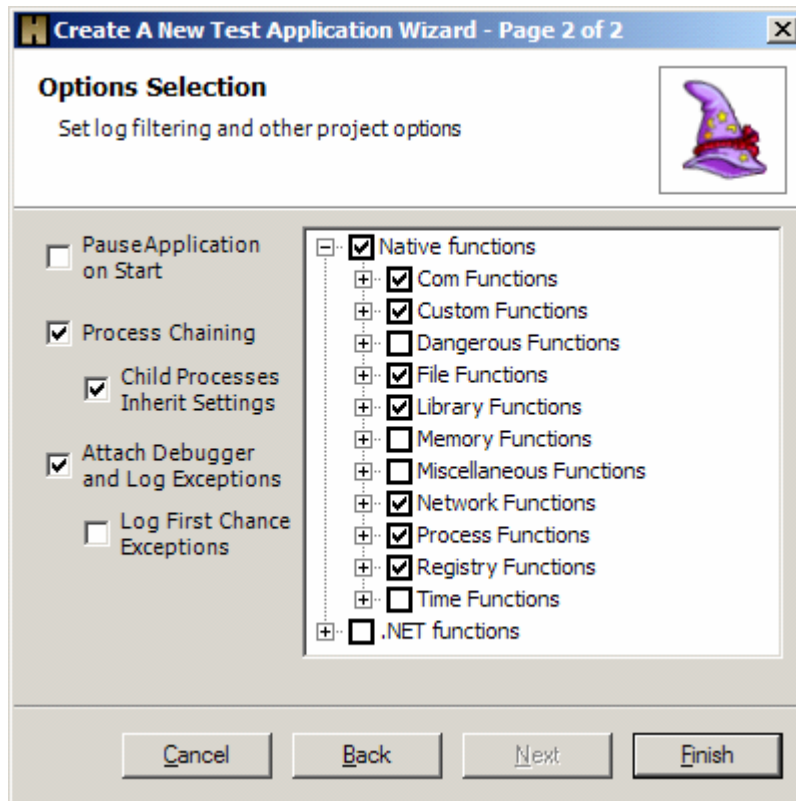 Create A New Test Application Wizard - Page 2 of 2
Options Selection
Set log filtering and other project options
Pause Application
on Start
Process Chaining
Child Processes
Inherit Settings
Attach Debugger
and Log Exceptions
Log First Chance
Exceptions
Native functions
Com Functions
Custom Functions
Dangerous Functions
File Functions
Library Functions
Memory Functions
Miscellaneous Functions
Network Functions
Process Functions
Registry Functions
Time Functions
.NET functions
Cancel
Back
Next
Finish